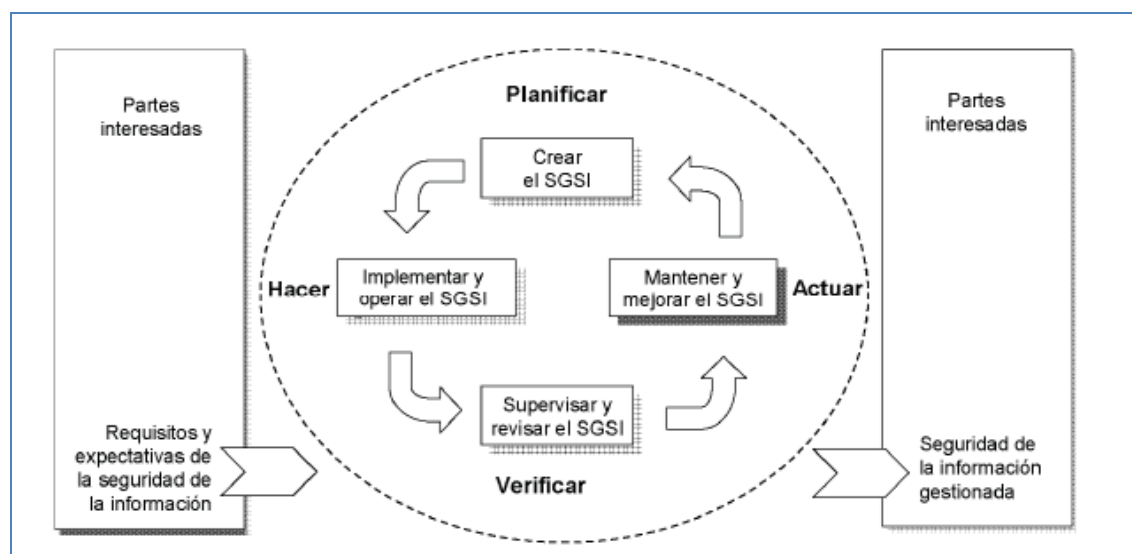 Partes
interesadas
Requisitos y
expectativas de
la seguridad de
la información
Planificar
Crear
el SGSI
Hacer
Implementar y
operar el SGSI
Mantener y
mejorar el SGSI
Actuar
Supervisar y
revisar el SGSI
Verificar
Partes
interesadas
Seguridad de
la información
gestionada